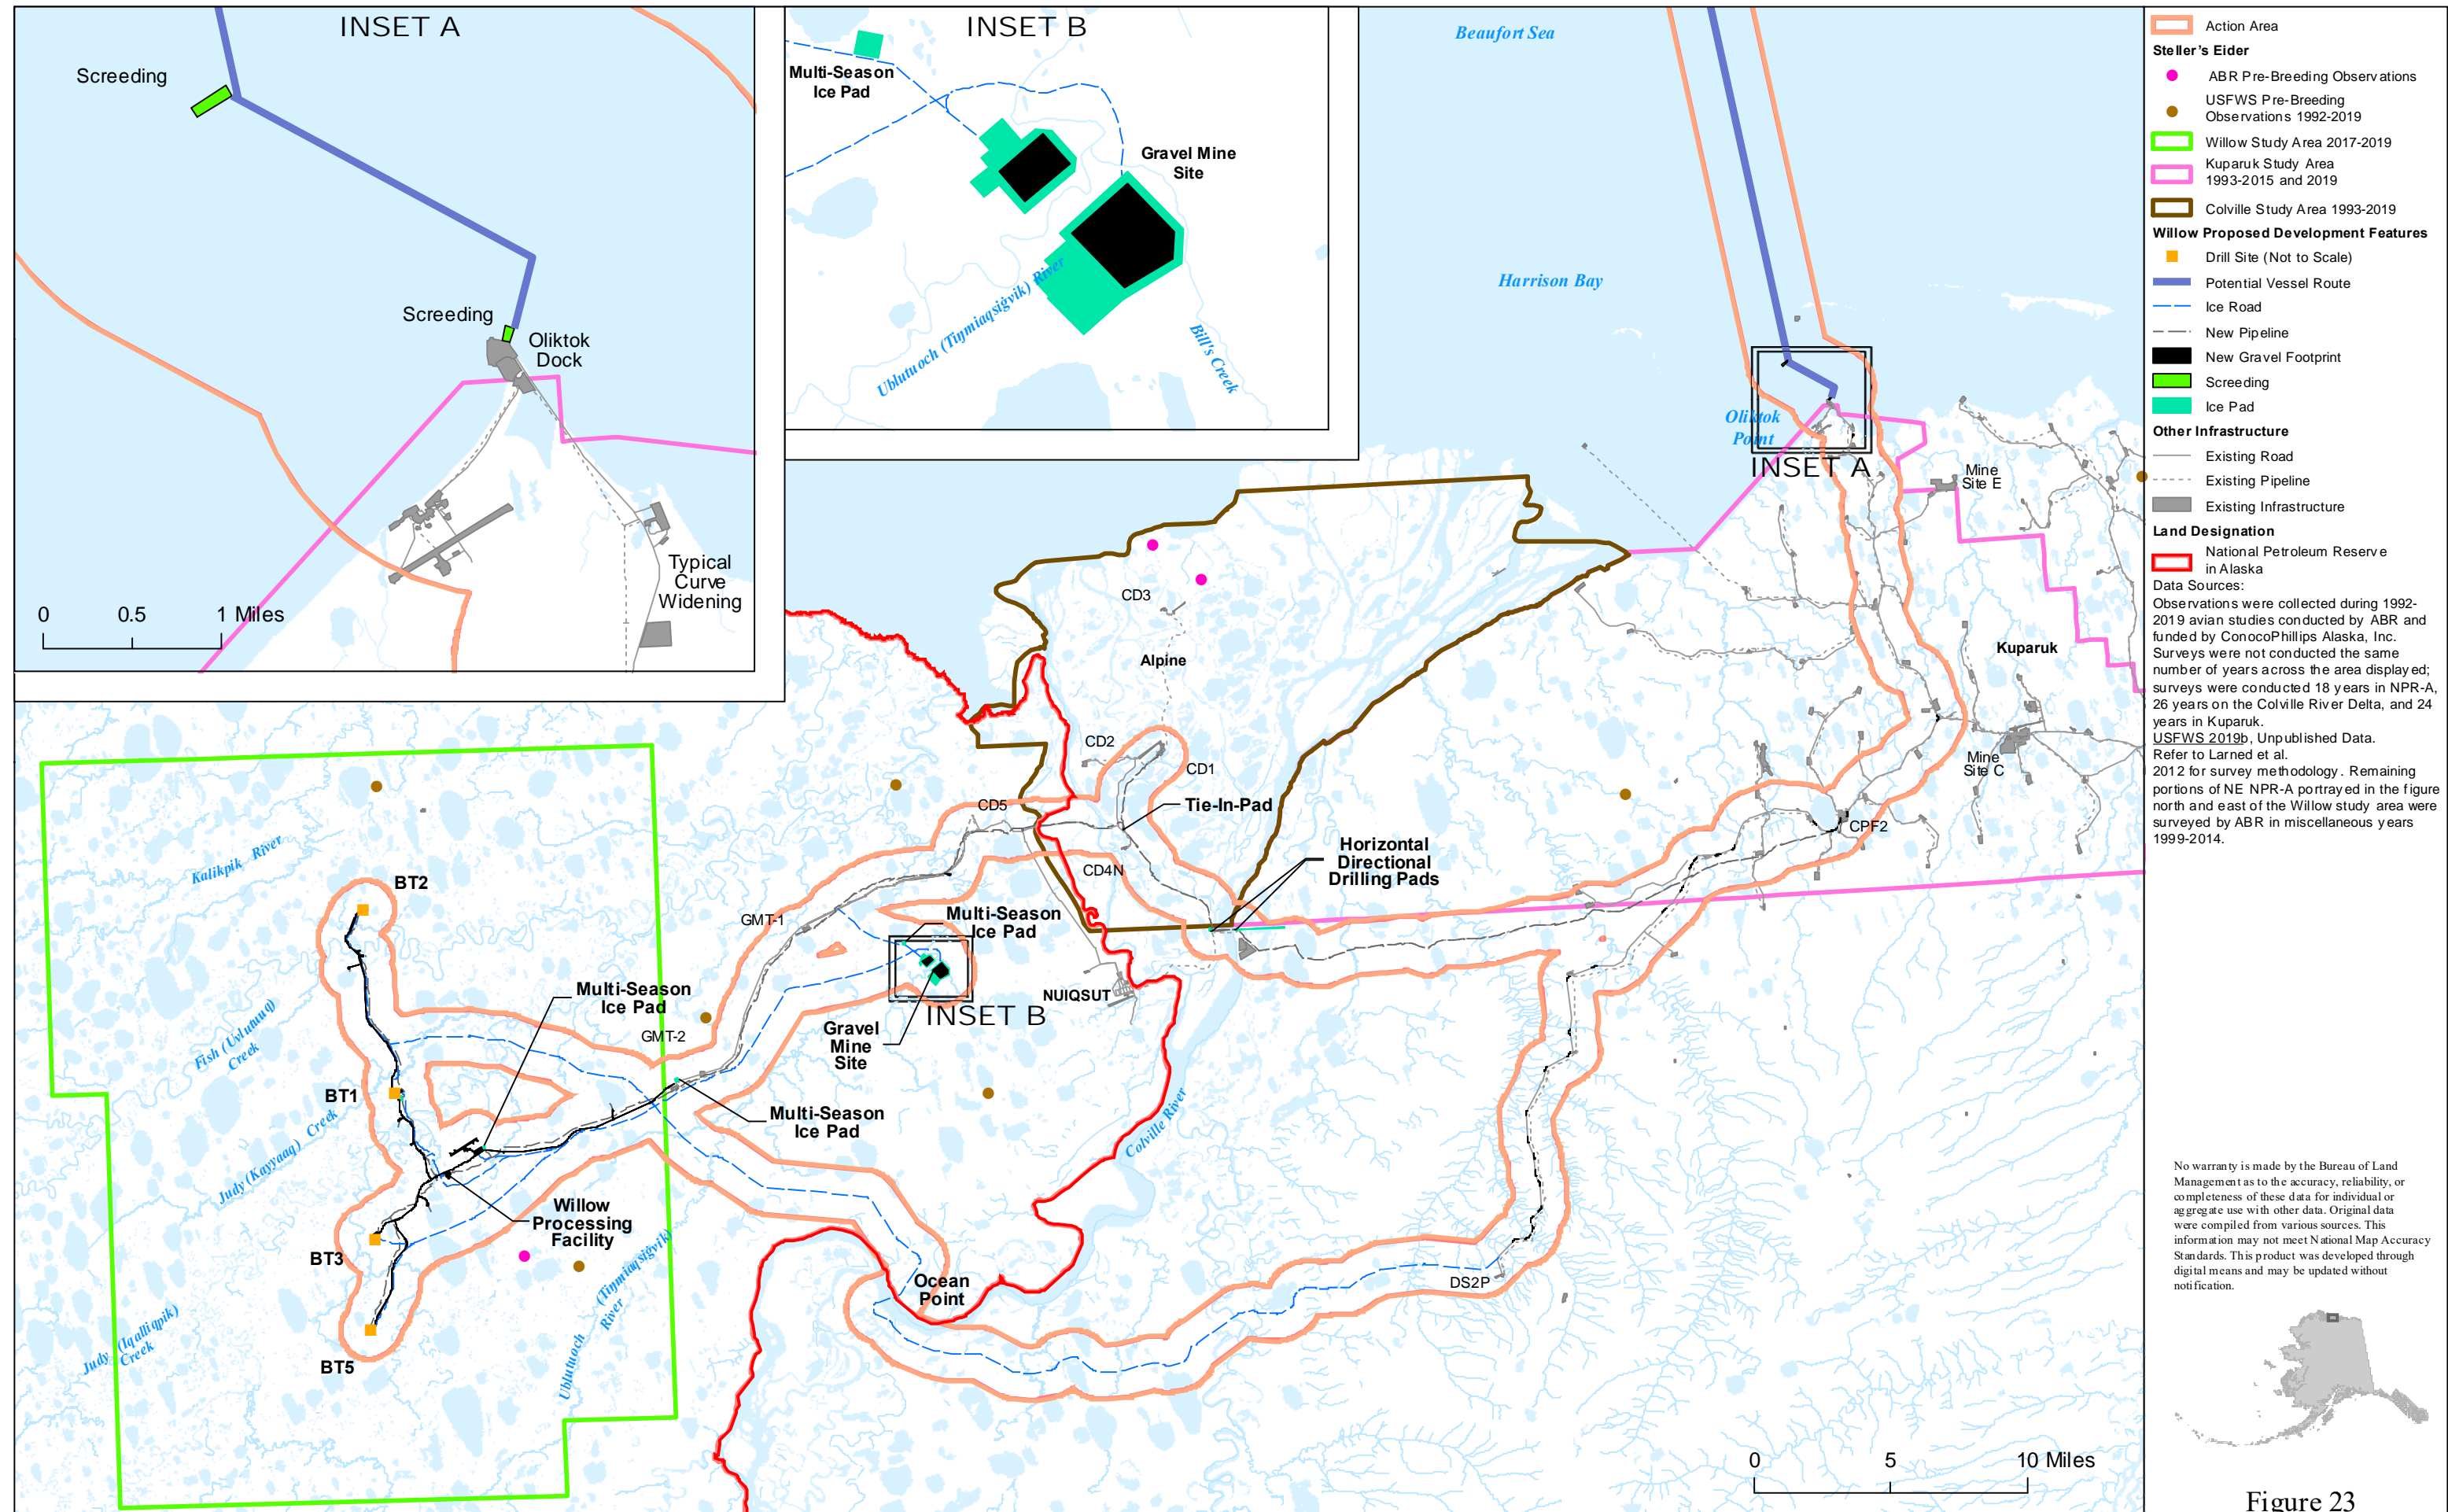 INSET A
Screeding
Screeding
Oliktok
Dock
Typical
Curve
Widening
0 0.5 1 Miles
INSET B
Multi-Season
Ice Pad
Gravel Mine
Site
Ublutuoch (Tiŋmiaqsiġvik) River
Bill's Creek
Beaufort Sea
Harrison Bay
Oliktok
Point
INSET A
Mine
Site E
CD3
Alpine
Kuparuk
CD2
CD1
Mine
Site C
CD5
Tie-In-Pad
CPF2
Horizontal
Directional
Drilling Pads
CD4N
Kalikpik River
BT2
GMT-1
Multi-Season
Ice Pad
Multi-Season
Ice Pad
NUIQSUT
INSET B
Fish (Uvlutuuq)
Creek
GMT-2
Gravel
Mine
Site
BT1
Multi-Season
Ice Pad
Colville River
Judy (Kayyaaq) Creek
Willow
Processing
Facility
BT3
Ublutuoch (Tiŋmiaqsiġvik)
River
Ocean
Point
DS2P
Judy (Iqalliqpik)
Creek
BT5
0 5 10 Miles
Action Area
Steller's Eider
ABR Pre-Breeding Observations
USFWS Pre-Breeding
Observations 1992-2019
Willow Study Area 2017-2019
Kuparuk Study Area
1993-2015 and 2019
Colville Study Area 1993-2019
Willow Proposed Development Features
Drill Site (Not to Scale)
Potential Vessel Route
Ice Road
New Pipeline
New Gravel Footprint
Screeding
Ice Pad
Other Infrastructure
Existing Road
Existing Pipeline
Existing Infrastructure
Land Designation
National Petroleum Reserve
in Alaska
Data Sources:
Observations were collected during 1992-
2019 avian studies conducted by ABR and
funded by ConocoPhillips Alaska, Inc.
Surveys were not conducted the same
number of years across the area displayed;
surveys were conducted 18 years in NPR-A,
26 years on the Colville River Delta, and 24
years in Kuparuk.
USFWS 2019b, Unpublished Data.
Refer to Larned et al.
2012 for survey methodology. Remaining
portions of NE NPR-A portrayed in the figure
north and east of the Willow study area were
surveyed by ABR in miscellaneous years
1999-2014.
No warranty is made by the Bureau of Land
Management as to the accuracy, reliability, or
completeness of these data for individual or
aggregate use with other data. Original data
were compiled from various sources. This
information may not meet National Map Accuracy
Standards. This product was developed through
digital means and may be updated without
notification.
Figure 23